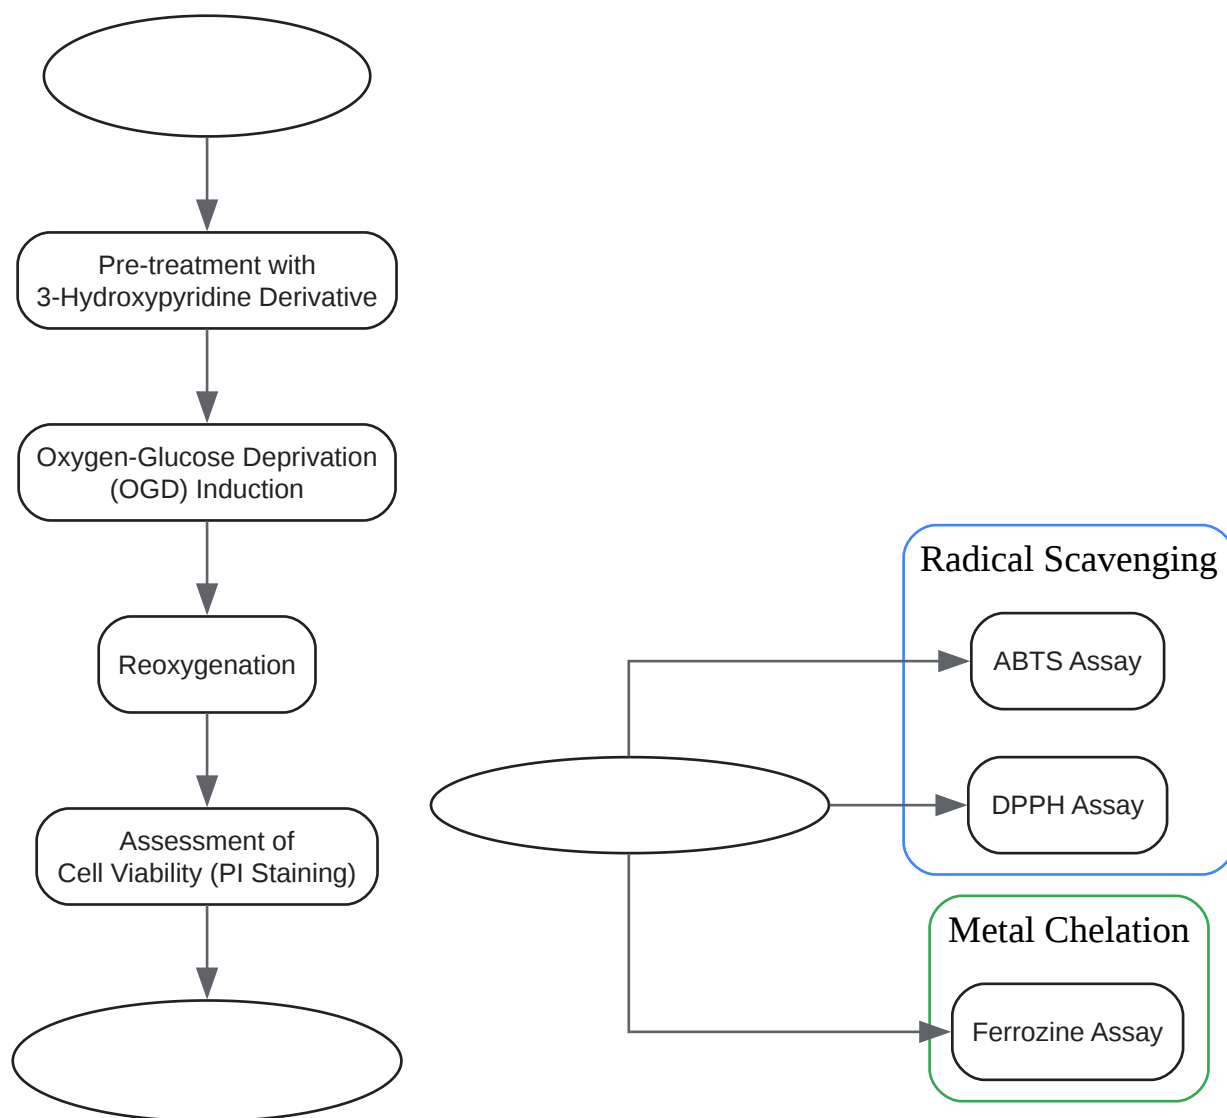 Pre-treatment with
3-Hydroxypyridine Derivative
Oxygen-Glucose Deprivation
(OGD) Induction
Reoxygenation
Assessment of
Cell Viability (PI Staining)
Radical Scavenging
ABTS Assay
DPPH Assay
Metal Chelation
Ferrozine Assay